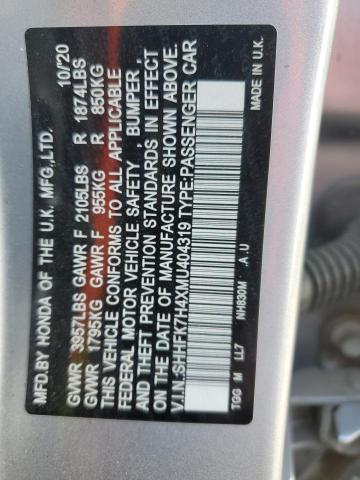 MFD.BY HONDA OF THE U.K. MFG.,LTD. 10/20
GVWR 3957LBS GAWR F 2105LBS R 1874LBS
GVWR 1795KG GAWR F 955KG R 850KG
THIS VEHICLE CONFORMS TO ALL APPLICABLE
FEDERAL MOTOR VEHICLE SAFETY , BUMPER ,
AND THEFT PREVENTION STANDARDS IN EFFECT
ON THE DATE OF MANUFACTURE SHOWN ABOVE.
V.I.N.:SHHFK7H4XMU404319 TYPE:PASSENGER CAR
NH830M .A .U MADE IN U.K.
TGG M LL7